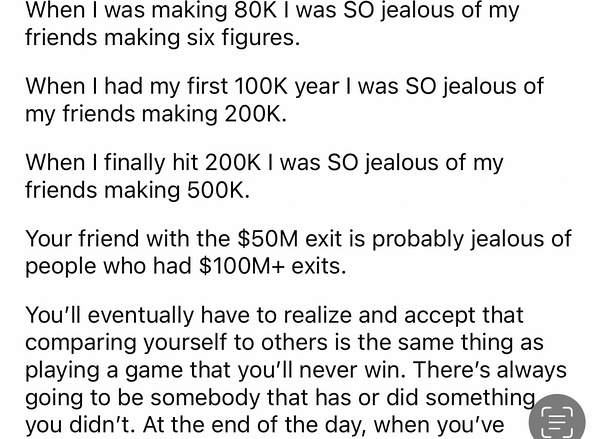 When I was making 80K I was SO jealous of my
friends making six figures.
When I had my first 100K year I was SO jealous of
my friends making 200K.
When I finally hit 200K I was SO jealous of my
friends making 500K.
Your friend with the $50M exit is probably jealous of
people who had $100M+ exits.
You’ll eventually have to realize and accept that
comparing yourself to others is the same thing as
playing a game that you’ll never win. There’s always
going to be somebody that has or did something
you didn’t. At the end of the day, when you’ve